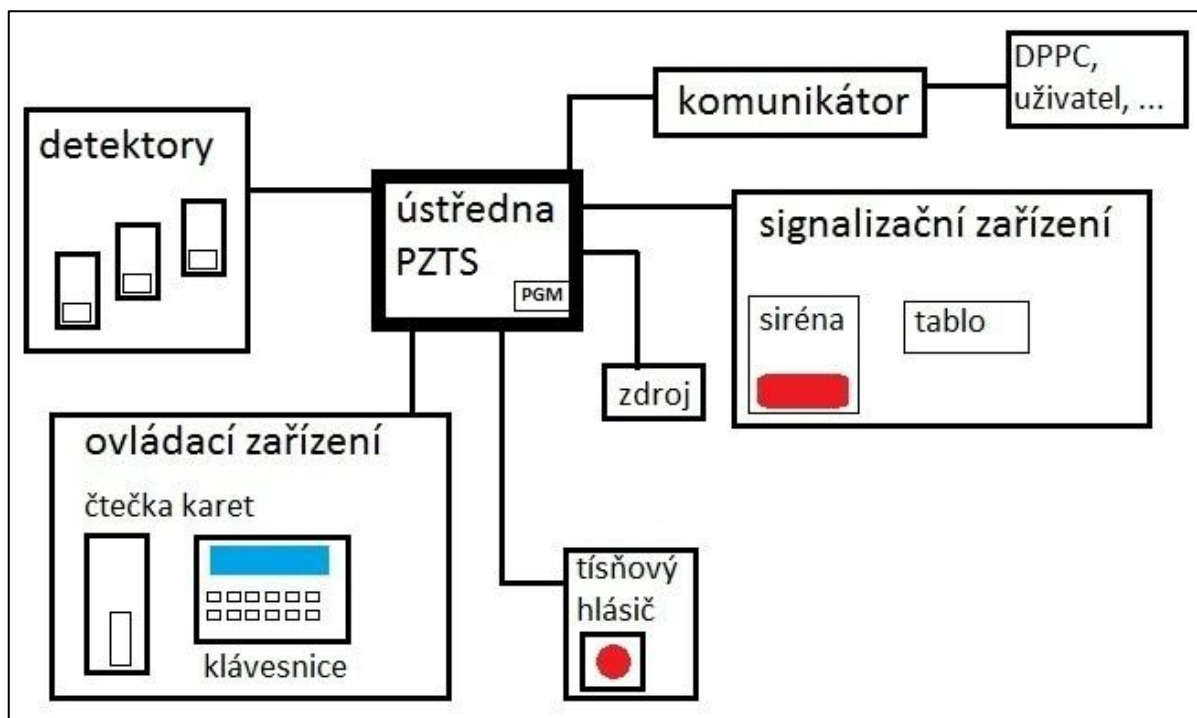 DPPC,
uživatel, ...
komunikátor
detektory
ústředna
PZTS
PGM
signalizační zařízení
siréna
tablo
zdroj
ovládací zařízení
čtečka karet
klávesnice
tísňový
hlásič